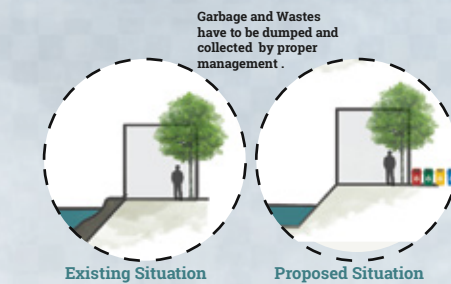 Garbage and Wastes
have to be dumped and
collected by proper
management .
Existing Situation
Proposed Situation